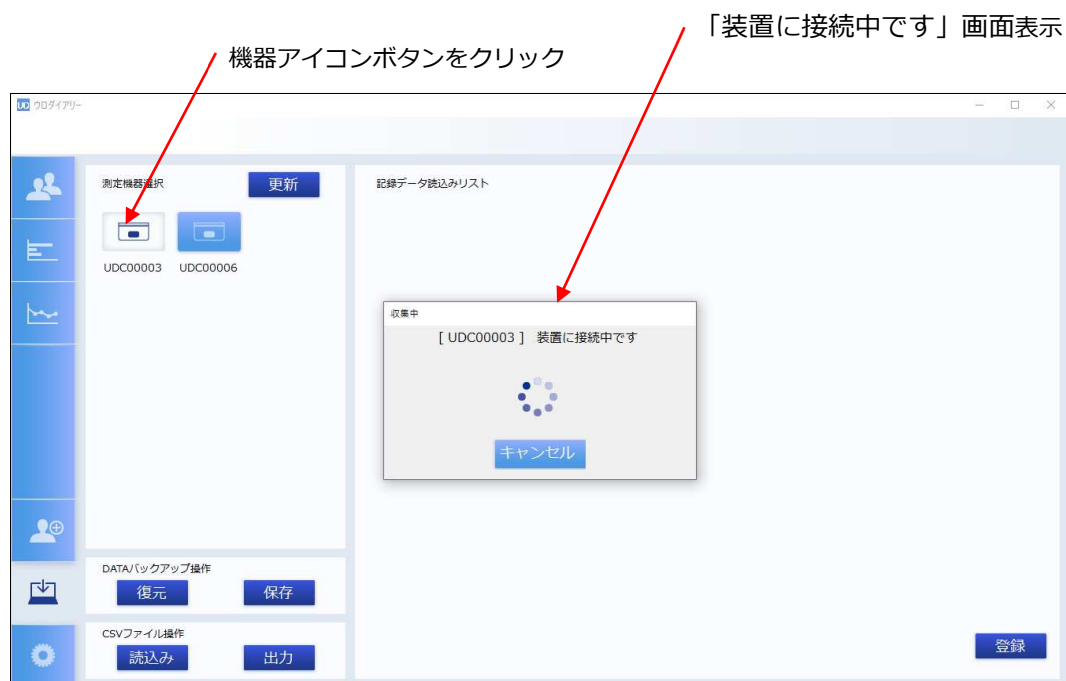 「装置に接続中です」画面表示
機器アイコンボタンをクリック
UD ウロダイアリー
測定機器選択
更新
記録データ読込みリスト
UDC00003 UDC00006
収集中
[ UDC00003 ] 装置に接続中です
キャンセル
DATAバックアップ操作
復元 保存
CSVファイル操作
読込み 出力
登録